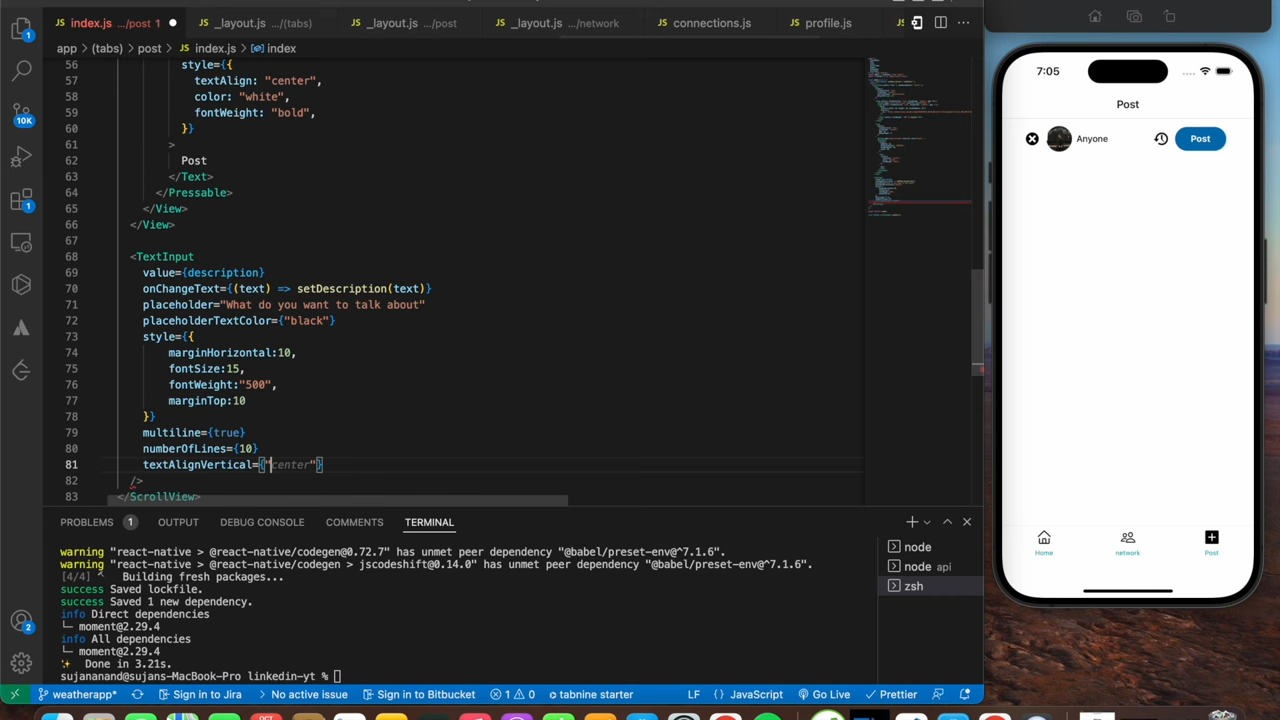 index.js .../post 1
_layout.js .../(tabs)
_layout.js .../post
_layout.js .../network
connections.js
profile.js
app > (tabs) > post > JS index.js > index
56 style={{
57 textAlign: "center",
58 color: "white",
59 fontWeight: "bold",
60 }}
61 >
62 Post
63 </Text>
64 </Pressable>
65 </View>
66 </View>
67
68 <TextInput
69 value={description}
70 onChangeText={(text) => setDescription(text)}
71 placeholder="What do you want to talk about"
72 placeholderTextColor={"black"}
73 style={{
74 marginHorizontal:10,
75 fontSize:15,
76 fontWeight:"500",
77 marginTop:10
78 }}
79 multiline={true}
80 numberOfLines={10}
81 textAlignVertical={"center"}
82 />
83 </ScrollView>
PROBLEMS 1 OUTPUT DEBUG CONSOLE COMMENTS TERMINAL
warning "react-native > @react-native/codegen@0.72.7" has unmet peer dependency "@babel/preset-env@^7.1.6".
warning "react-native > @react-native/codegen > jscodeshift@0.14.0" has unmet peer dependency "@babel/preset-env@^7.1.6".
[4/4] Building fresh packages...
success Saved lockfile.
success Saved 1 new dependency.
info Direct dependencies
└─ moment@2.29.4
info All dependencies
└─ moment@2.29.4
Done in 3.21s.
sujananand@sujans-MacBook-Pro linkedin-yt %
node
node api
zsh
weatherapp* Sign in to Jira No active issue Sign in to Bitbucket 1 0 tabnine starter LF {} JavaScript Go Live Prettier
1
10K
1
2
7:05
Post
Anyone
Post
Home
network
Post